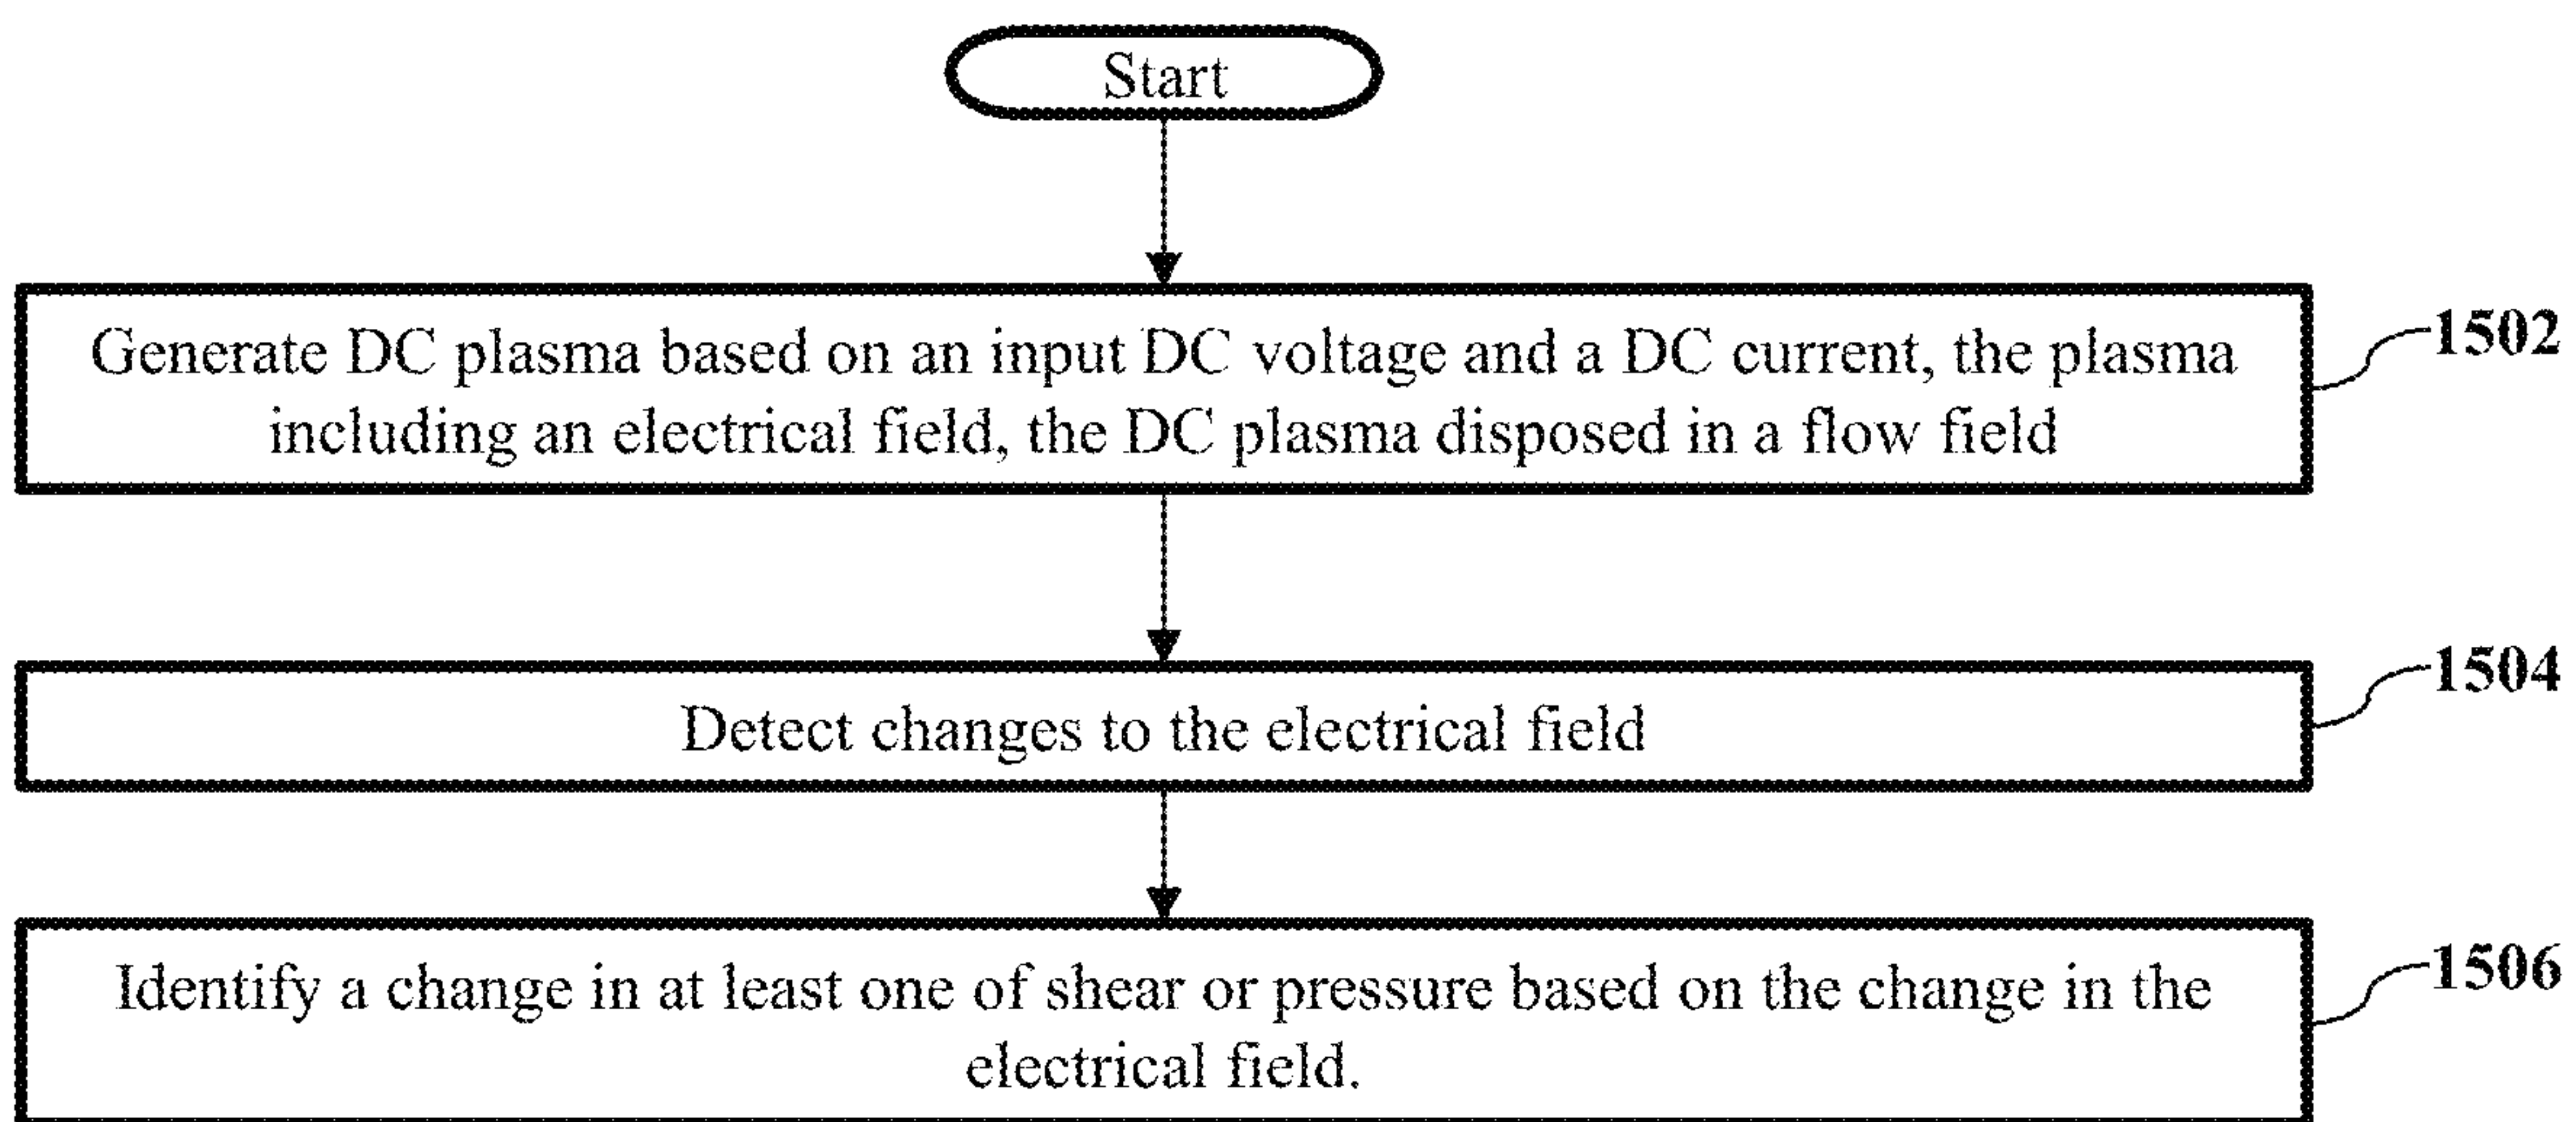 Start
Generate DC plasma based on an input DC voltage and a DC current, the plasma
including an electrical field, the DC plasma disposed in a flow field
1502
Detect changes to the electrical field
1504
Identify a change in at least one of shear or pressure based on the change in the
electrical field.
1506